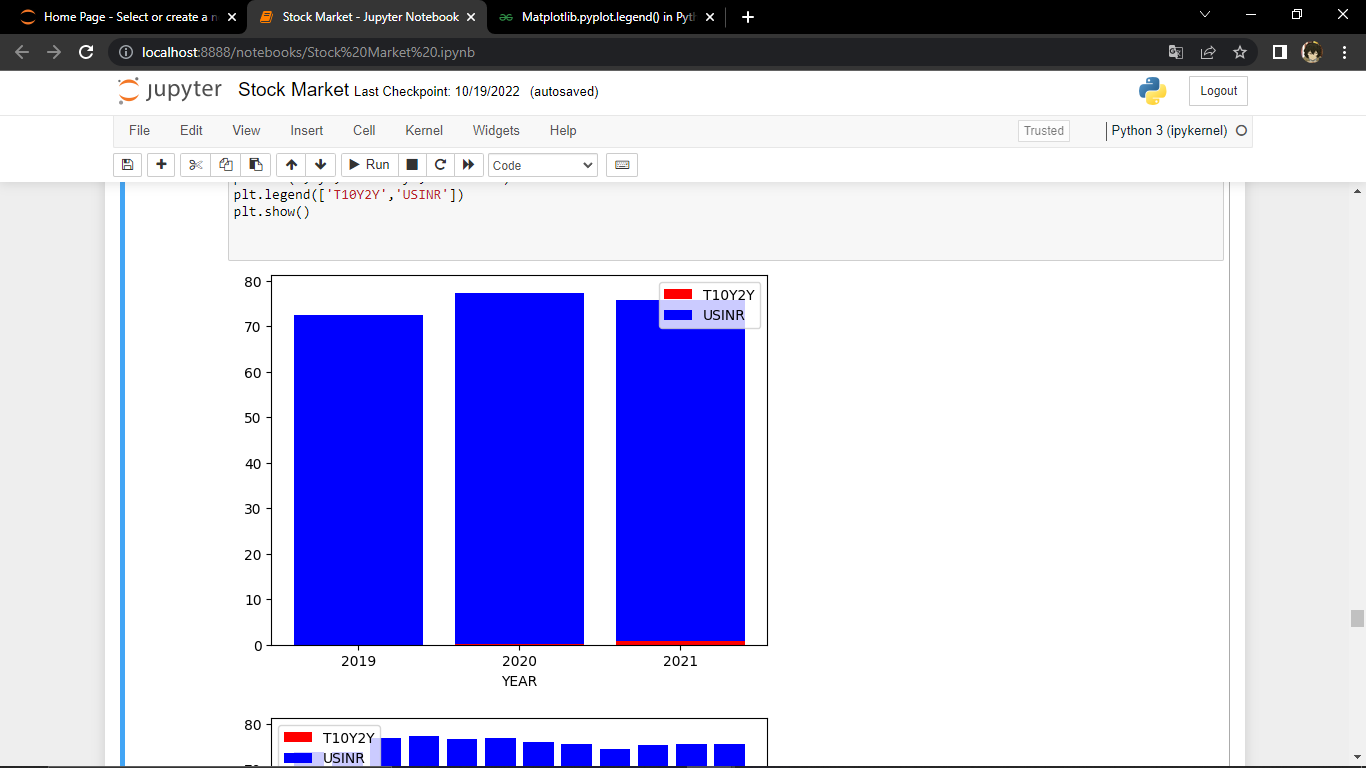 Home Page - Select or create a n
Stock Market - Jupyter Notebook
Matplotlib.pyplot.legend() in Pyth
localhost:8888/notebooks/Stock%20Market%20.ipynb
jupyter Stock Market Last Checkpoint: 10/19/2022 (autosaved)
Logout
File Edit View Insert Cell Kernel Widgets Help
Trusted
Python 3 (ipykernel)
Run
Code
plt.legend(['T10Y2Y','USINR'])
plt.show()
80
70
60
50
40
30
20
10
0
T10Y2Y
USINR
2019 2020 2021
YEAR
80
T10Y2Y
USINR